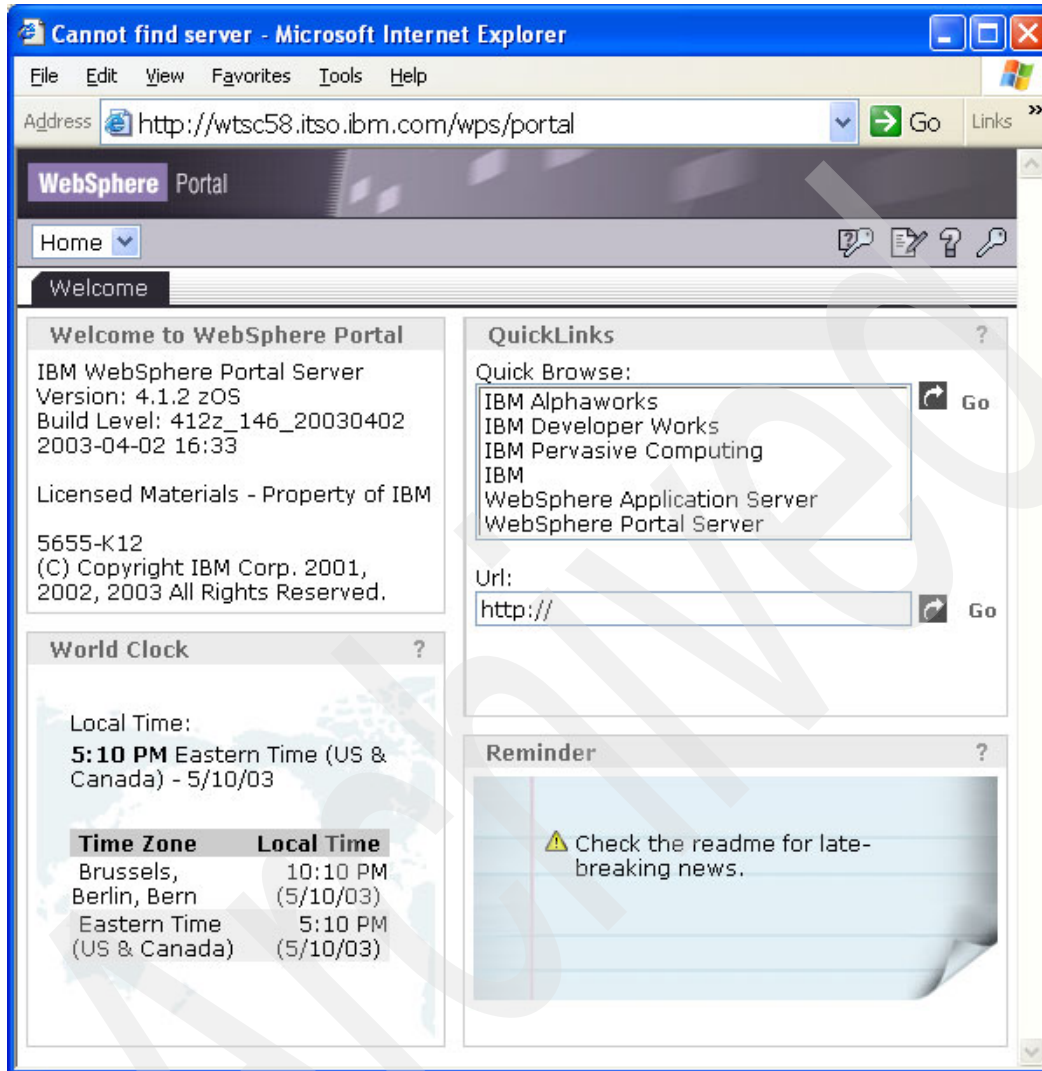 Cannot find server - Microsoft Internet Explorer
File Edit View Favorites Tools Help
Address http://wtsc58.itso.ibm.com/wps/portal Go Links »
WebSphere Portal
Home
Welcome
Welcome to WebSphere Portal
IBM WebSphere Portal Server
Version: 4.1.2 zOS
Build Level: 412z_146_20030402
2003-04-02 16:33
Licensed Materials - Property of IBM
5655-K12
(C) Copyright IBM Corp. 2001,
2002, 2003 All Rights Reserved.
World Clock ?
Local Time:
5:10 PM Eastern Time (US &
Canada) - 5/10/03
Time Zone Local Time
Brussels, 10:10 PM
Berlin, Bern (5/10/03)
Eastern Time 5:10 PM
(US & Canada) (5/10/03)
QuickLinks ?
Quick Browse:
IBM Alphaworks
IBM Developer Works
IBM Pervasive Computing
IBM
WebSphere Application Server
WebSphere Portal Server
Go
Url:
http:// Go
Reminder ?
Check the readme for late-
breaking news.
Archived